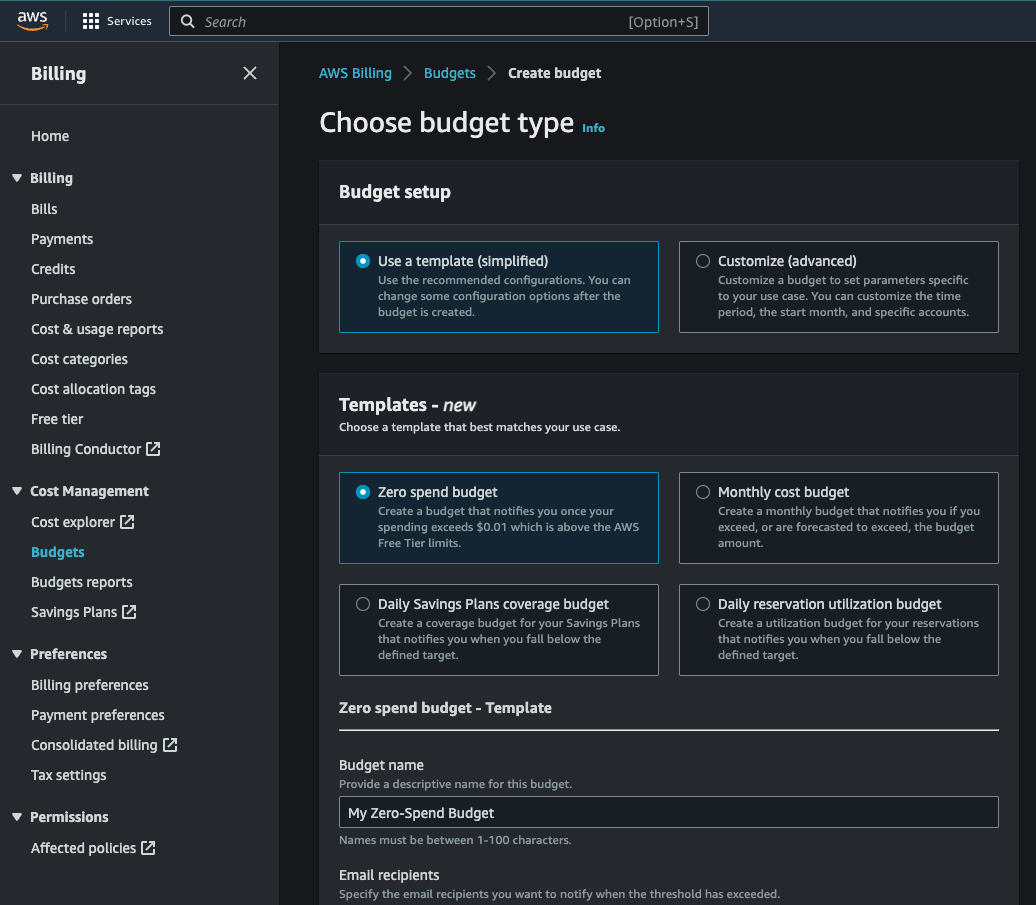 aws
Services
Search
[Option+S]
Billing
Home
Billing
Bills
Payments
Credits
Purchase orders
Cost & usage reports
Cost categories
Cost allocation tags
Free tier
Billing Conductor
Cost Management
Cost explorer
Budgets
Budgets reports
Savings Plans
Preferences
Billing preferences
Payment preferences
Consolidated billing
Tax settings
Permissions
Affected policies
AWS Billing > Budgets > Create budget
Choose budget type Info
Budget setup
Use a template (simplified)
Use the recommended configurations. You can
change some configuration options after the
budget is created.
Customize (advanced)
Customize a budget to set parameters specific
to your use case. You can customize the time
period, the start month, and specific accounts.
Templates - new
Choose a template that best matches your use case.
Zero spend budget
Create a budget that notifies you once your
spending exceeds $0.01 which is above the AWS
Free Tier limits.
Monthly cost budget
Create a monthly budget that notifies you if you
exceed, or are forecasted to exceed, the budget
amount.
Daily Savings Plans coverage budget
Create a coverage budget for your Savings Plans
that notifies you when you fall below the
defined target.
Daily reservation utilization budget
Create a utilization budget for your reservations
that notifies you when you fall below the
defined target.
Zero spend budget - Template
Budget name
Provide a descriptive name for this budget.
My Zero-Spend Budget
Names must be between 1-100 characters.
Email recipients
Specify the email recipients you want to notify when the threshold has exceeded.